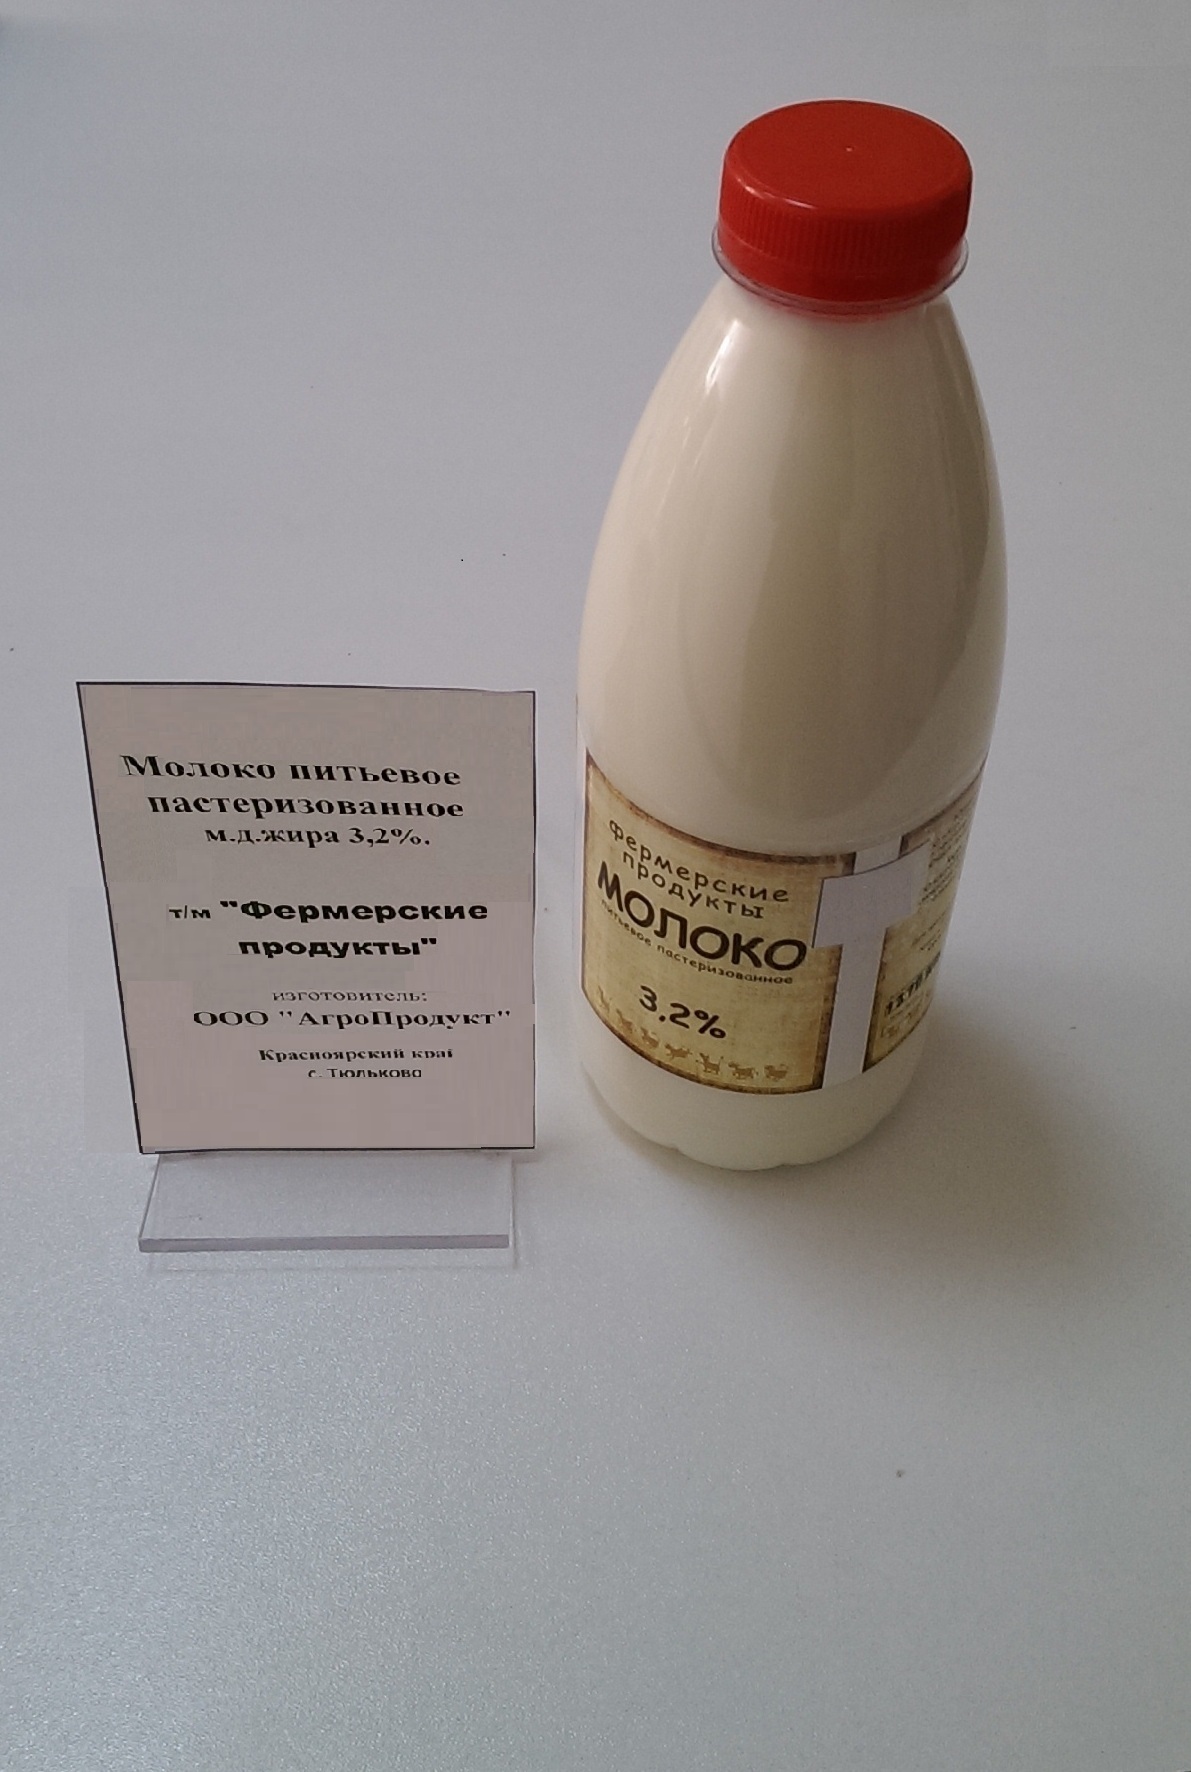 Молоко питьевое
пастеризованное
м.д.жира 3,2%.
т/м "Фермерские
продукты"
изготовитель:
ООО "АгроПродукт"
Красноярский край
с. Тюльково
фермерские
продукты
МОЛОКО
питьевое пастеризованное
3,2%